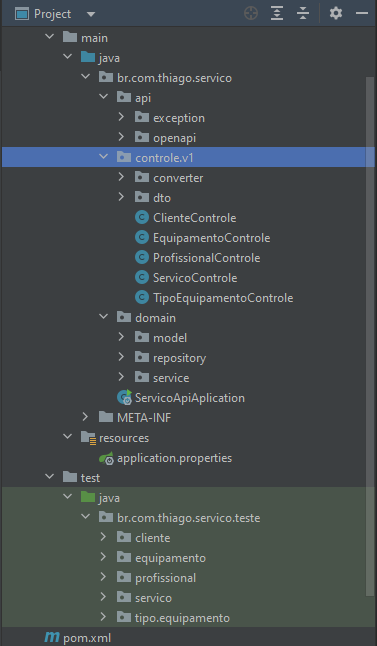 Project
main
java
br.com.thiago.servico
api
exception
openapi
controle.v1
converter
dto
ClienteControle
EquipamentoControle
ProfissionalControle
ServicoControle
TipoEquipamentoControle
domain
model
repository
service
ServicoApiAplication
META-INF
resources
application.properties
test
java
br.com.thiago.servico.teste
cliente
equipamento
profissional
servico
tipo.equipamento
pom.xml